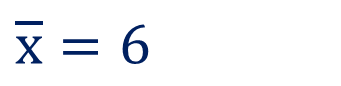 x̅ = 6